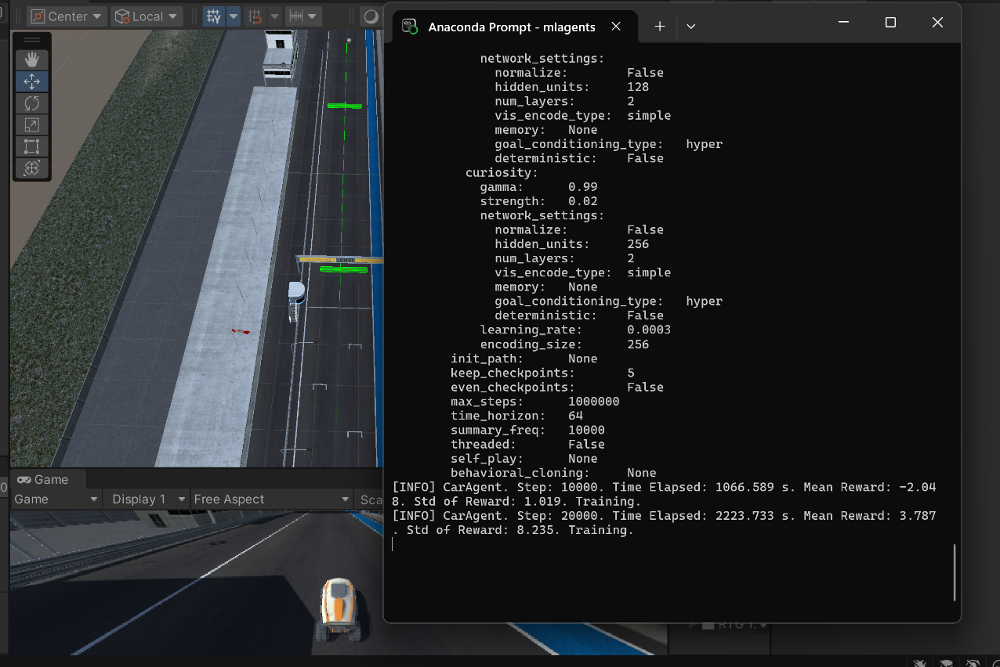 Center
Local
Anaconda Prompt - mlagents
network_settings:
normalize: False
hidden_units: 128
num_layers: 2
vis_encode_type: simple
memory: None
goal_conditioning_type: hyper
deterministic: False
curiosity:
gamma: 0.99
strength: 0.02
network_settings:
normalize: False
hidden_units: 256
num_layers: 2
vis_encode_type: simple
memory: None
goal_conditioning_type: hyper
deterministic: False
learning_rate: 0.0003
encoding_size: 256
init_path: None
keep_checkpoints: 5
even_checkpoints: False
max_steps: 1000000
time_horizon: 64
summary_freq: 10000
threaded: False
self_play: None
behavioral_cloning: None
[INFO] CarAgent. Step: 10000. Time Elapsed: 1066.589 s. Mean Reward: -2.04
8. Std of Reward: 1.019. Training.
[INFO] CarAgent. Step: 20000. Time Elapsed: 2223.733 s. Mean Reward: 3.787
. Std of Reward: 8.235. Training.
Game
Game Display 1 Free Aspect Sca